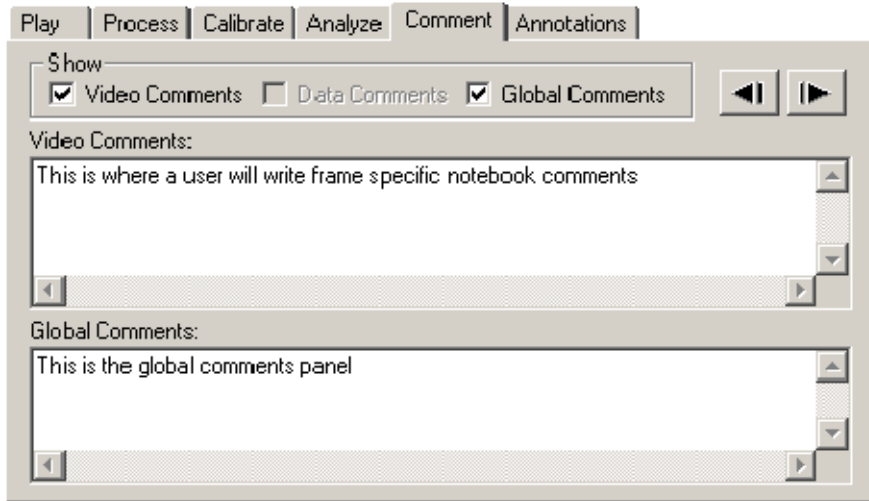 Play Process Calibrate Analyze Comment Annotations
Show
Video Comments Data Comments Global Comments
Video Comments:
This is where a user will write frame specific notebook comments
Global Comments:
This is the global comments panel